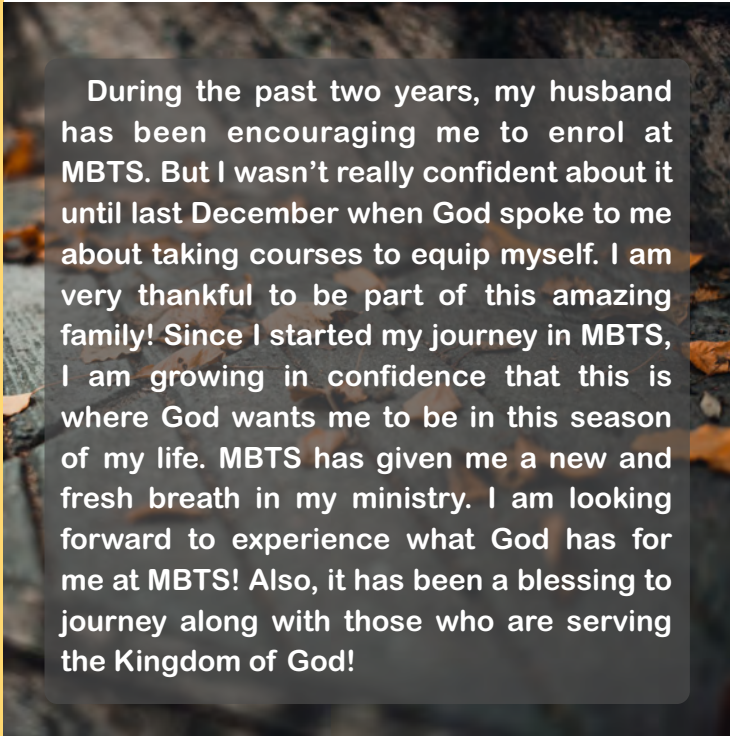 During the past two years, my husband
has been encouraging me to enrol at
MBTS. But I wasn’t really confident about it
until last December when God spoke to me
about taking courses to equip myself. I am
very thankful to be part of this amazing
family! Since I started my journey in MBTS,
I am growing in confidence that this is
where God wants me to be in this season
of my life. MBTS has given me a new and
fresh breath in my ministry. I am looking
forward to experience what God has for
me at MBTS! Also, it has been a blessing to
journey along with those who are serving
the Kingdom of God!